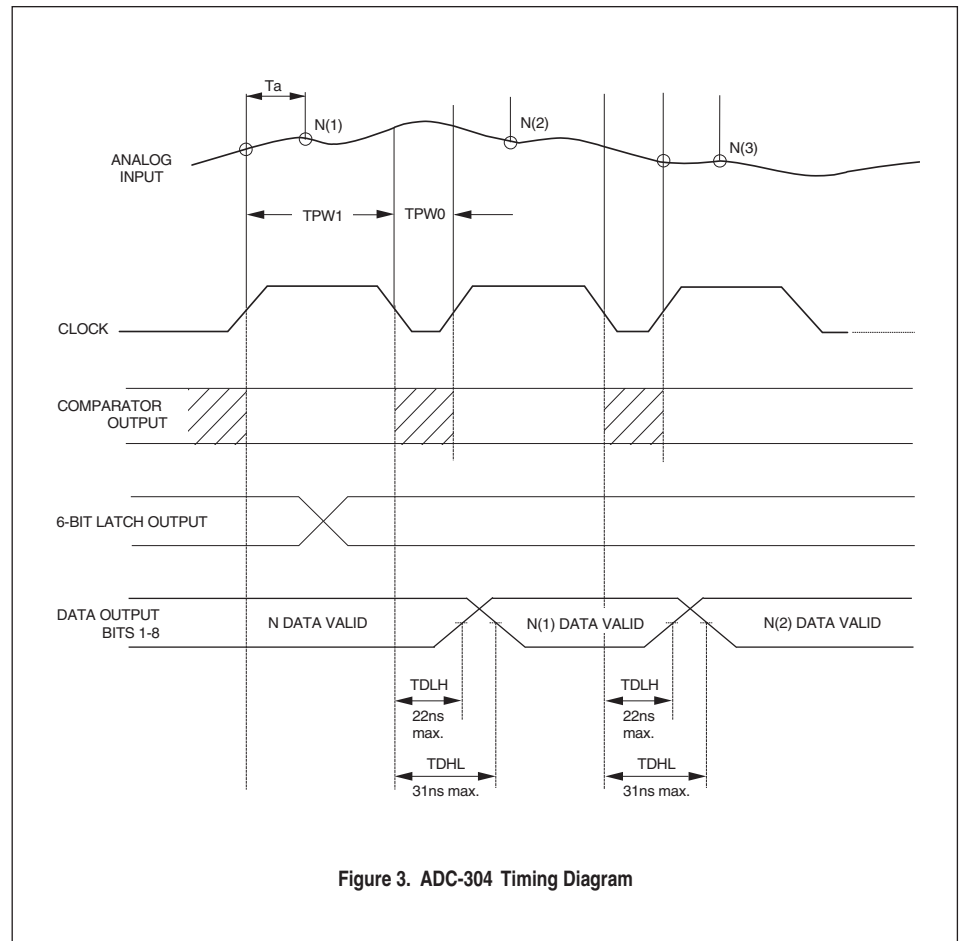 Ta
N(1)
N(2)
N(3)
ANALOG
INPUT
TPW1
TPW0
CLOCK
COMPARATOR
OUTPUT
6-BIT LATCH OUTPUT
DATA OUTPUT
BITS 1-8
N DATA VALID
N(1) DATA VALID
N(2) DATA VALID
TDLH
22ns
max.
TDHL
31ns max.
TDLH
22ns
max.
TDHL
31ns max.
Figure 3. ADC-304 Timing Diagram